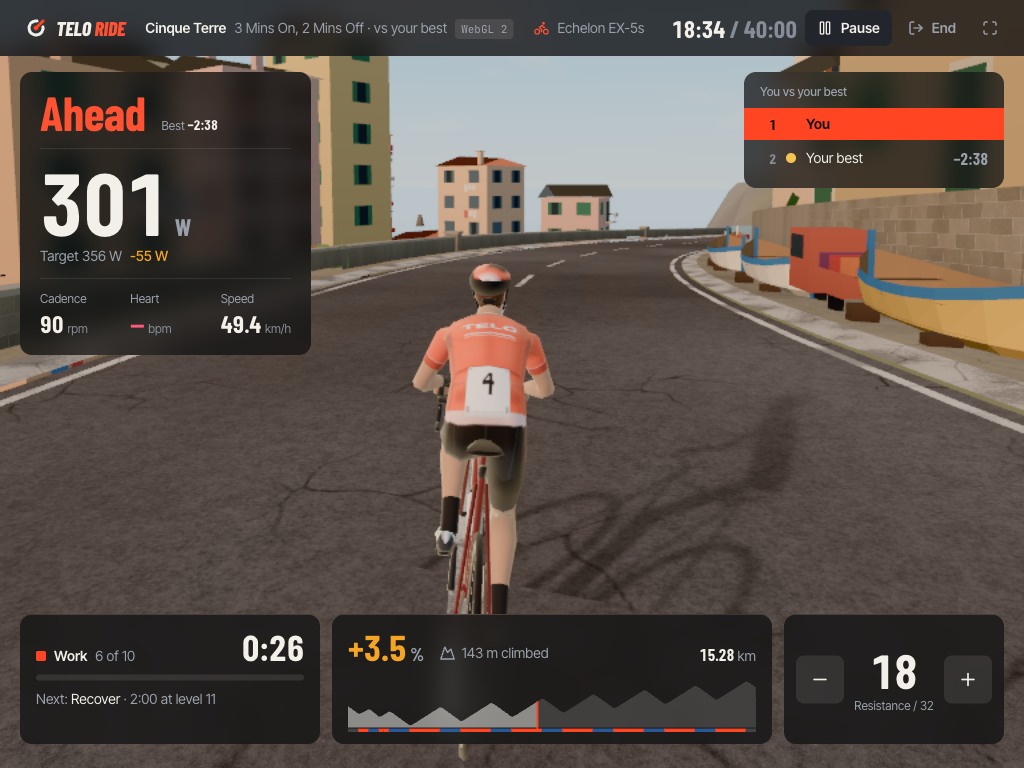 TELO RIDE
Cinque Terre 3 Mins On, 2 Mins Off · vs your best WebGL 2
Echelon EX-5s
18:34 / 40:00
Pause
End
Ahead Best −2:38
301 W
Target 356 W -55 W
Cadence Heart Speed
90 rpm — bpm 49.4 km/h
You vs your best
1 You
2 Your best −2:38
TELO
4
Work 6 of 10 0:26
Next: Recover · 2:00 at level 11
+3.5 % 143 m climbed 15.28 km
− 18 +
Resistance / 32